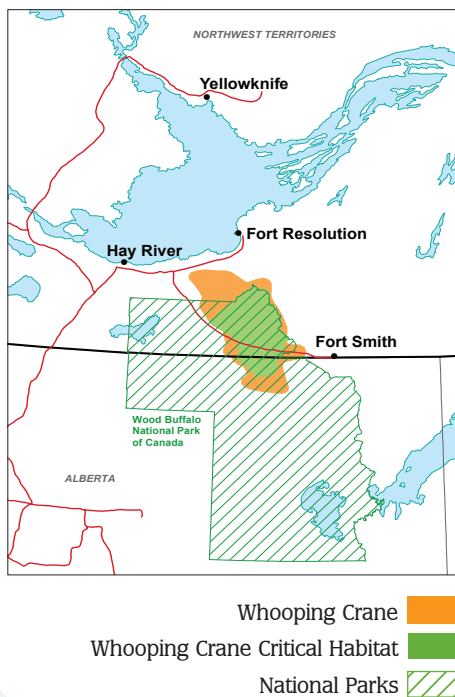 NORTHWEST TERRITORIES
Yellowknife
Fort Resolution
Hay River
Fort Smith
Wood Buffalo
National Park
of Canada
ALBERTA
Whooping Crane
Whooping Crane Critical Habitat
National Parks